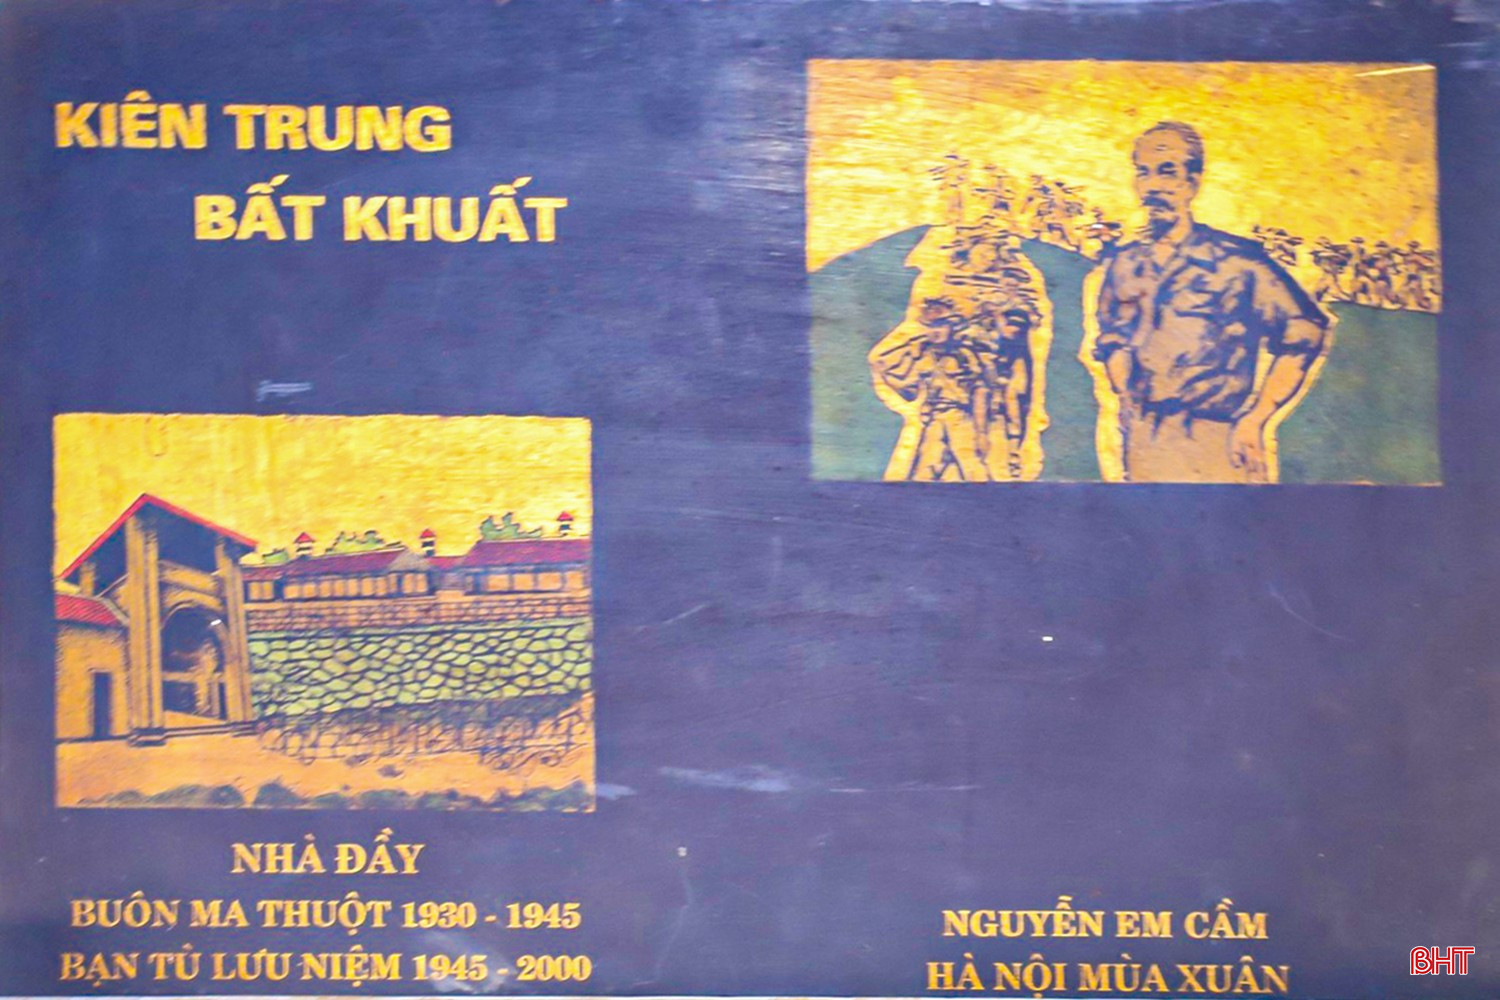 KIÊN TRUNG
BẤT KHUẤT
NHÀ ĐẦY
BUÔN MA THUỘT 1930 - 1945
BẠN TÙ LƯU NIỆM 1945 - 2000
NGUYỄN EM CẦM
HÀ NỘI MÙA XUÂN
BHT